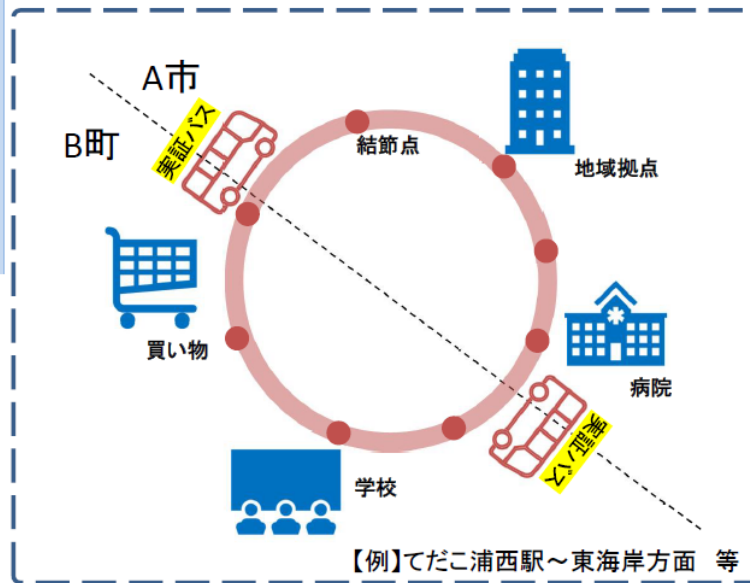 A市
B町
実証バス
結節点
地域拠点
買い物
病院
実証バス
学校
【例】てだこ浦西駅～東海岸方面 等